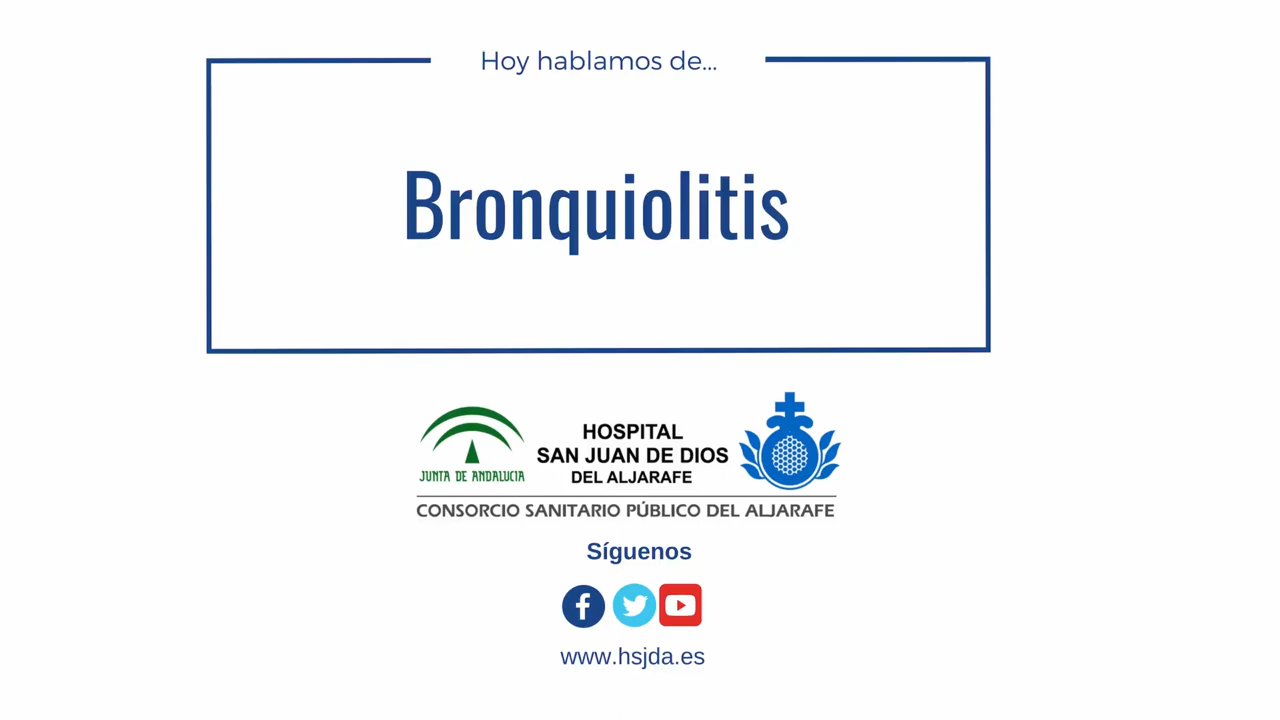 Hoy hablamos de...
Bronquiolitis
JUNTA DE ANDALUCIA
HOSPITAL
SAN JUAN DE DIOS
DEL ALJARAFE
CONSORCIO SANITARIO PÚBLICO DEL ALJARAFE
Síguenos
www.hsjda.es